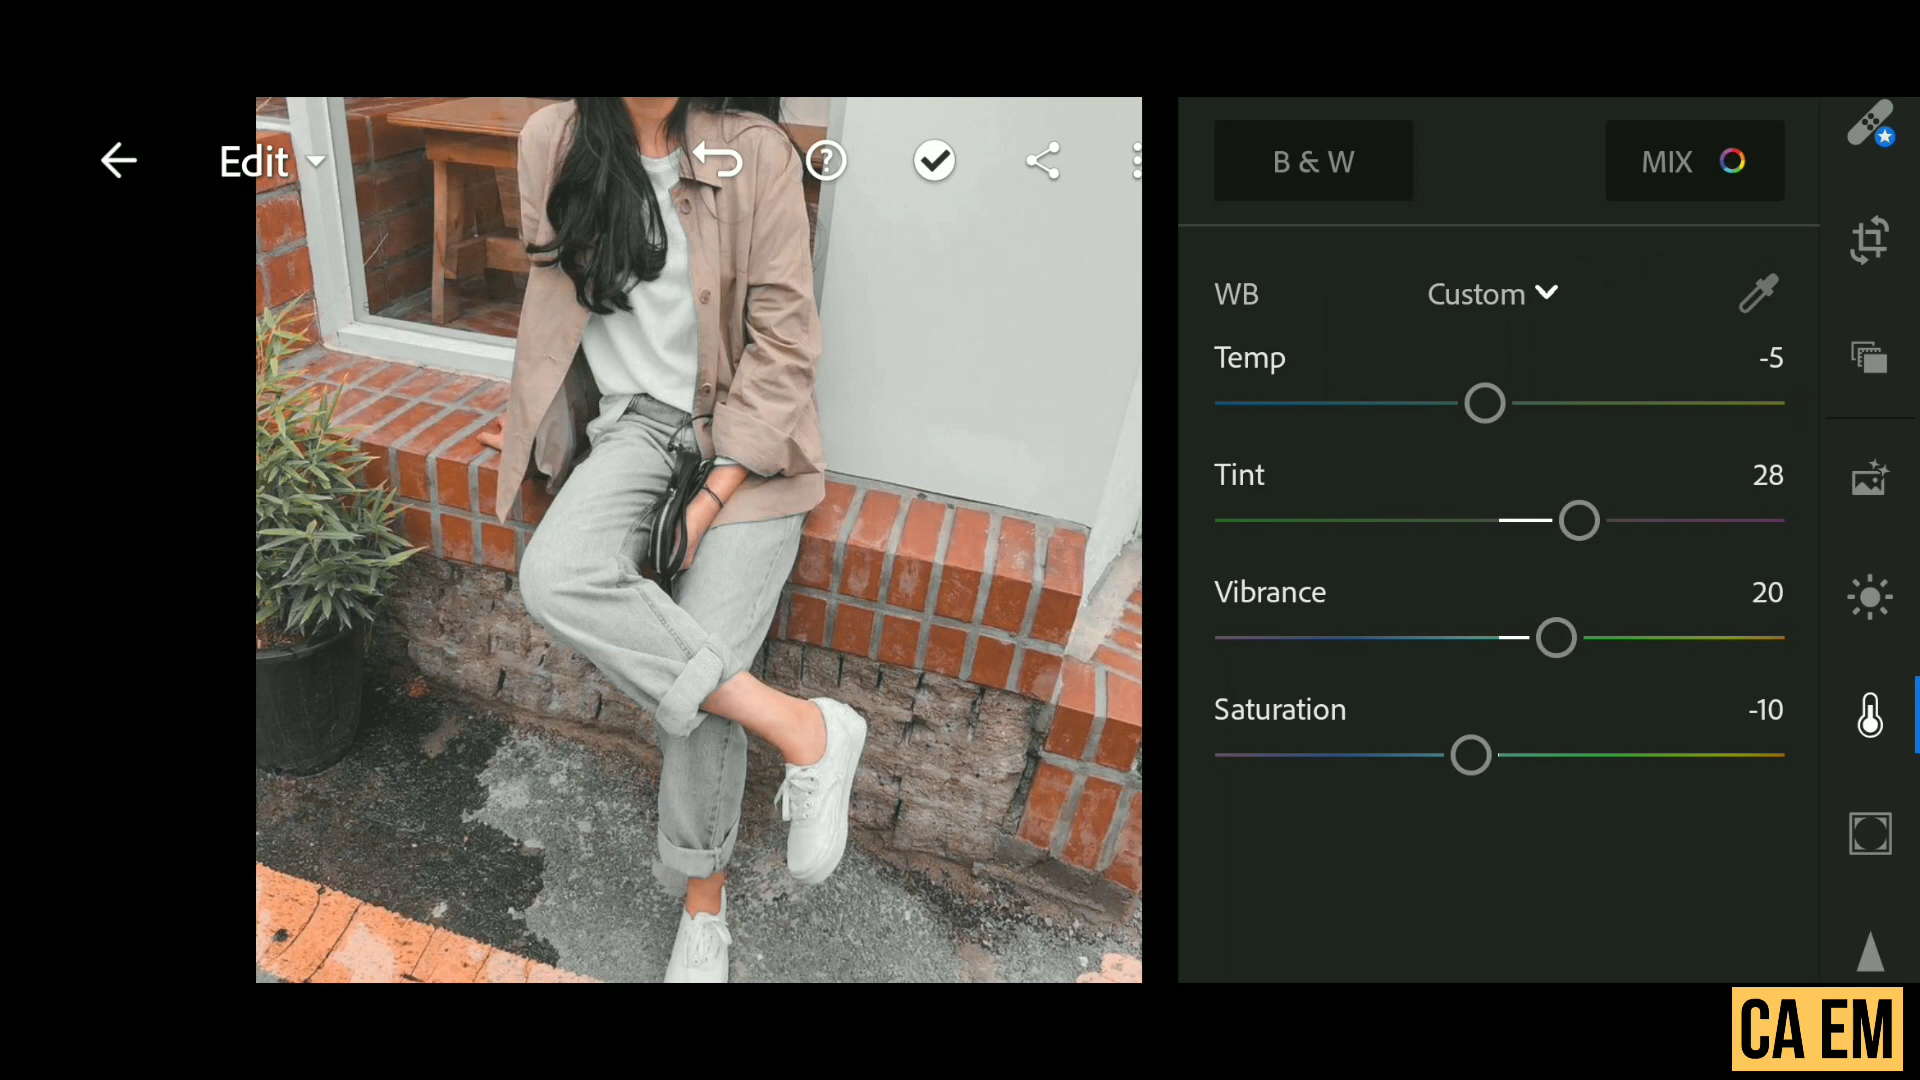 Edit
B & W
MIX
WB
Custom
Temp
-5
Tint
28
Vibrance
20
Saturation
-10
CA EM